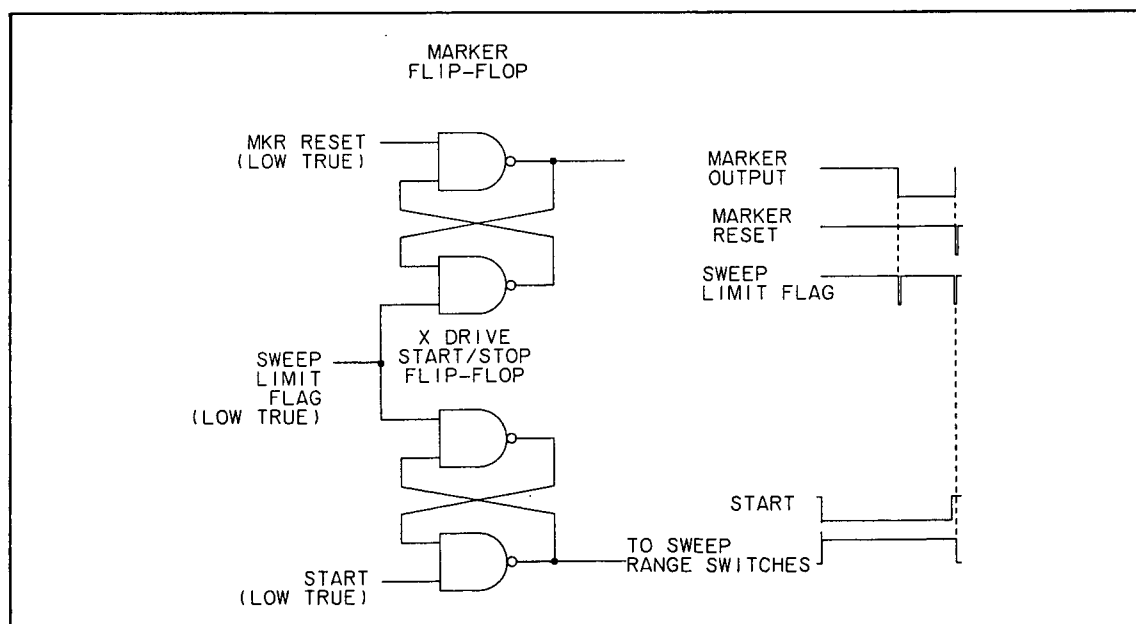 MARKER
FLIP-FLOP
MKR RESET
(LOW TRUE)
MARKER
OUTPUT
MARKER
RESET
SWEEP
LIMIT FLAG
X DRIVE
START/STOP
FLIP-FLOP
SWEEP
LIMIT
FLAG
(LOW TRUE)
START
TO SWEEP
RANGE SWITCHES
START
(LOW TRUE)